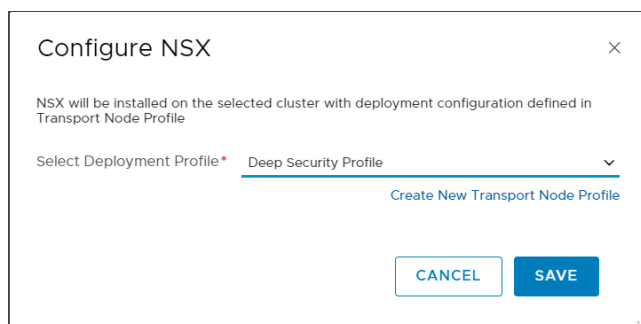 Configure NSX
NSX will be installed on the selected cluster with deployment configuration defined in
Transport Node Profile
Select Deployment Profile* Deep Security Profile
Create New Transport Node Profile
CANCEL SAVE